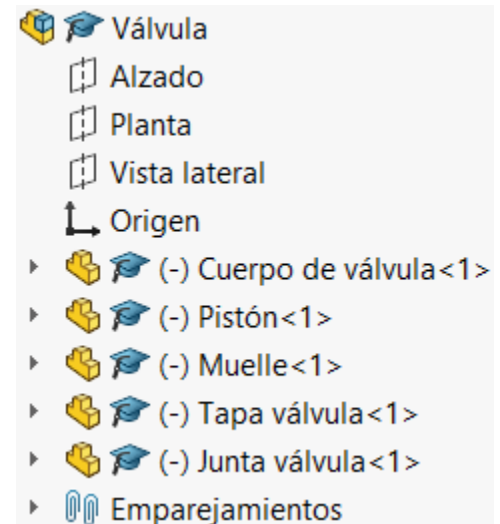 Válvula
Alzado
Planta
Vista lateral
Origen
(-) Cuerpo de válvula<1>
(-) Pistón<1>
(-) Muelle<1>
(-) Tapa válvula<1>
(-) Junta válvula<1>
Emparejamientos